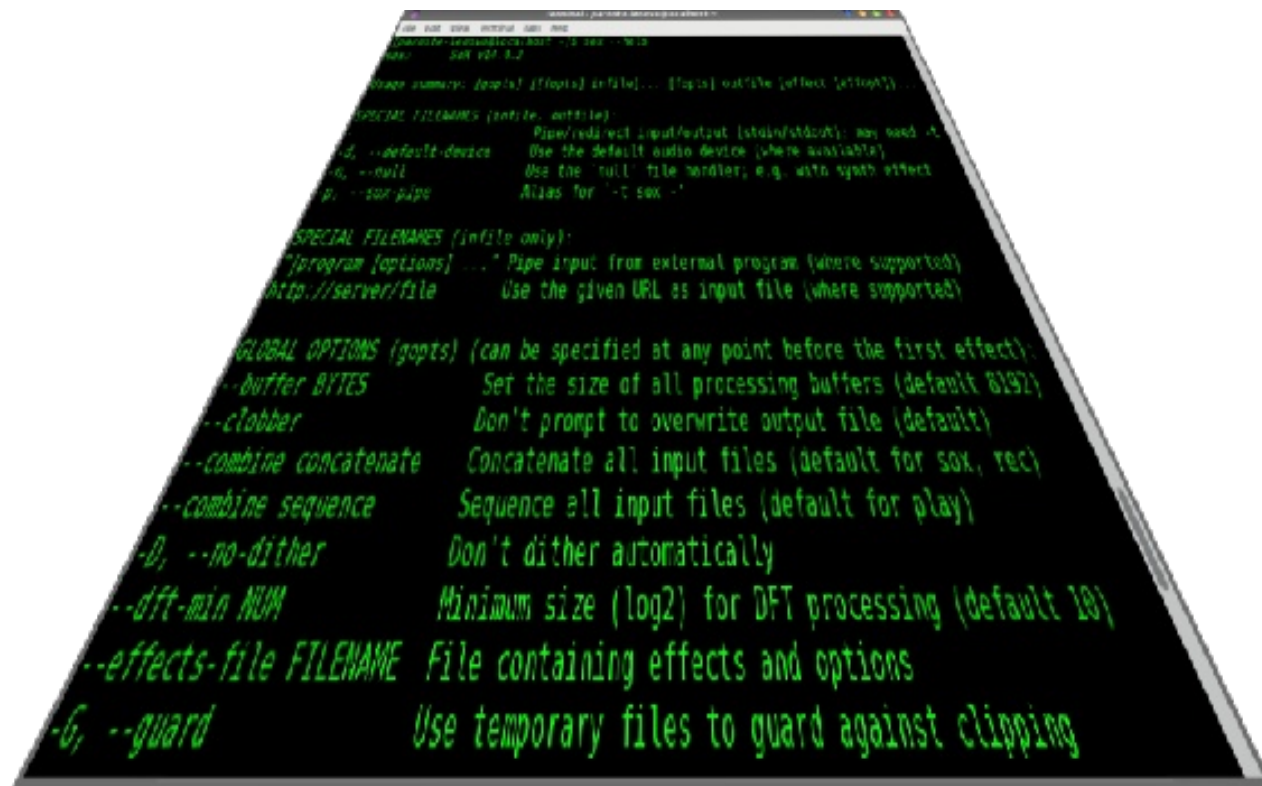 sox --help
SoX v14.4.2
Usage summary: [gopts] [[fopts] infile]... [fopts] outfile [effect [effopt]]...
SPECIAL FILENAMES (infile, outfile):
Pipe/redirect input/output (stdin/stdout); may need -t
-d, --default-device Use the default audio device (where available)
-n, --null Use the `null' file handler; e.g. with synth effect
-p, --sox-pipe Alias for `-t sox -'
SPECIAL FILENAMES (infile only):
"|program [options] ..." Pipe input from external program (where supported)
http://server/file Use the given URL as input file (where supported)
GLOBAL OPTIONS (gopts) (can be specified at any point before the first effect):
--buffer BYTES Set the size of all processing buffers (default 8192)
--clobber Don't prompt to overwrite output file (default)
--combine concatenate Concatenate all input files (default for sox, rec)
--combine sequence Sequence all input files (default for play)
-D, --no-dither Don't dither automatically
--dft-min NUM Minimum size (log2) for DFT processing (default 10)
--effects-file FILENAME File containing effects and options
-G, --guard Use temporary files to guard against clipping